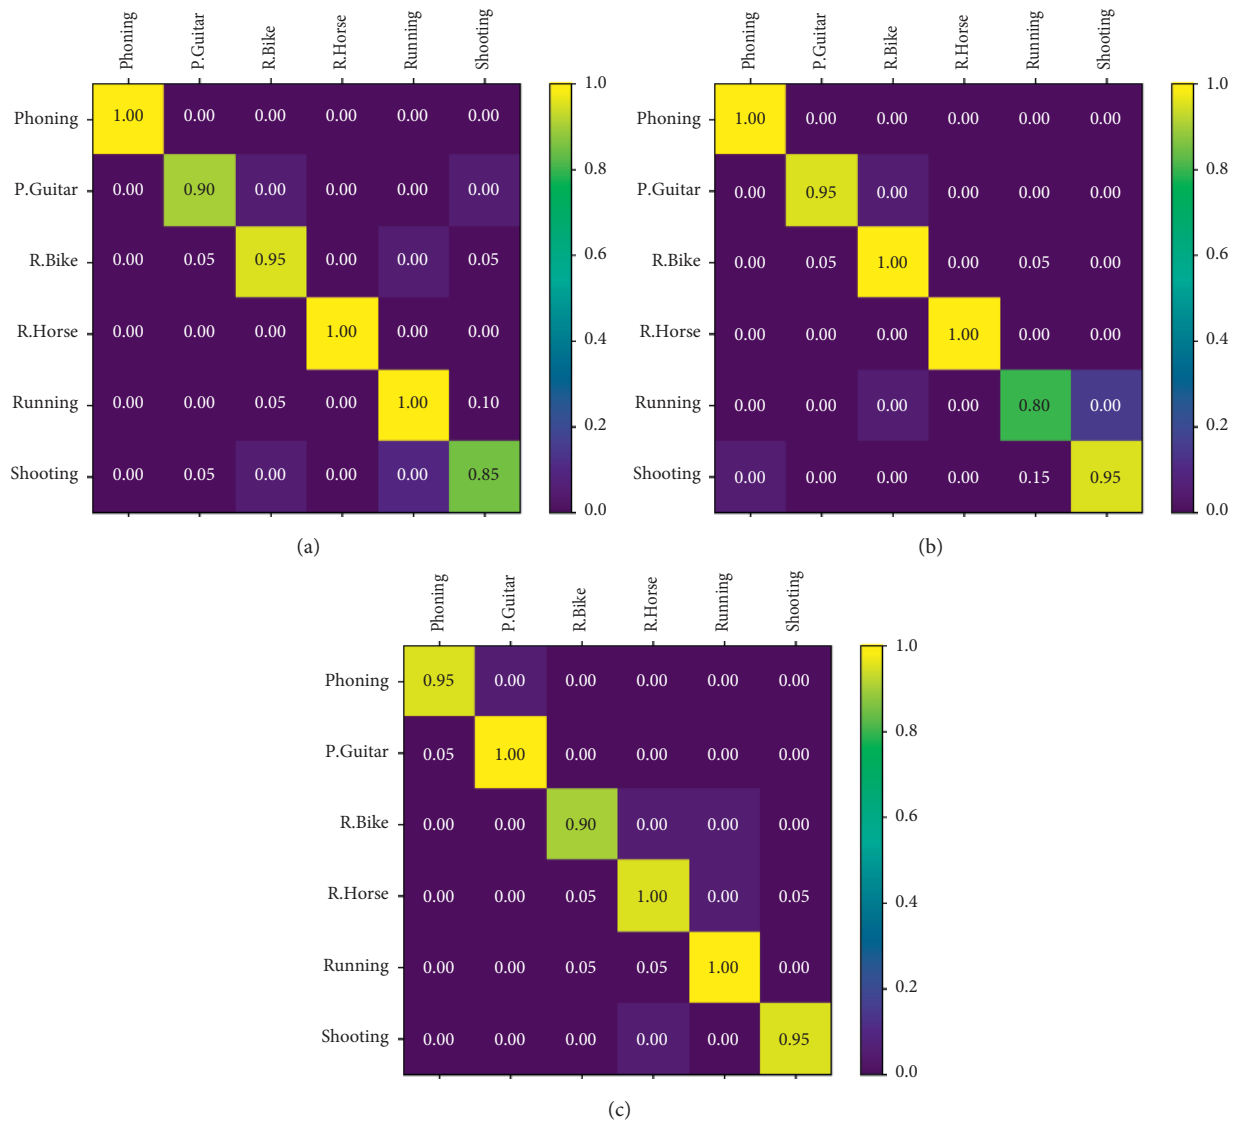 Phoning P.Guitar R.Bike R.Horse Running Shooting
Phoning 1.00 0.00 0.00 0.00 0.00 0.00
P.Guitar 0.00 0.90 0.00 0.00 0.00 0.00
R.Bike 0.00 0.05 0.95 0.00 0.00 0.05
R.Horse 0.00 0.00 0.00 1.00 0.00 0.00
Running 0.00 0.00 0.05 0.00 1.00 0.10
Shooting 0.00 0.05 0.00 0.00 0.00 0.85
1.0
0.8
0.6
0.4
0.2
0.0
(a)
Phoning P.Guitar R.Bike R.Horse Running Shooting
Phoning 1.00 0.00 0.00 0.00 0.00 0.00
P.Guitar 0.00 0.95 0.00 0.00 0.00 0.00
R.Bike 0.00 0.05 1.00 0.00 0.05 0.00
R.Horse 0.00 0.00 0.00 1.00 0.00 0.00
Running 0.00 0.00 0.00 0.00 0.80 0.00
Shooting 0.00 0.00 0.00 0.00 0.15 0.95
1.0
0.8
0.6
0.4
0.2
0.0
(b)
Phoning P.Guitar R.Bike R.Horse Running Shooting
Phoning 0.95 0.00 0.00 0.00 0.00 0.00
P.Guitar 0.05 1.00 0.00 0.00 0.00 0.00
R.Bike 0.00 0.00 0.90 0.00 0.00 0.00
R.Horse 0.00 0.00 0.05 1.00 0.00 0.05
Running 0.00 0.00 0.05 0.05 1.00 0.00
Shooting 0.00 0.00 0.00 0.00 0.00 0.95
1.0
0.8
0.6
0.4
0.2
0.0
(c)